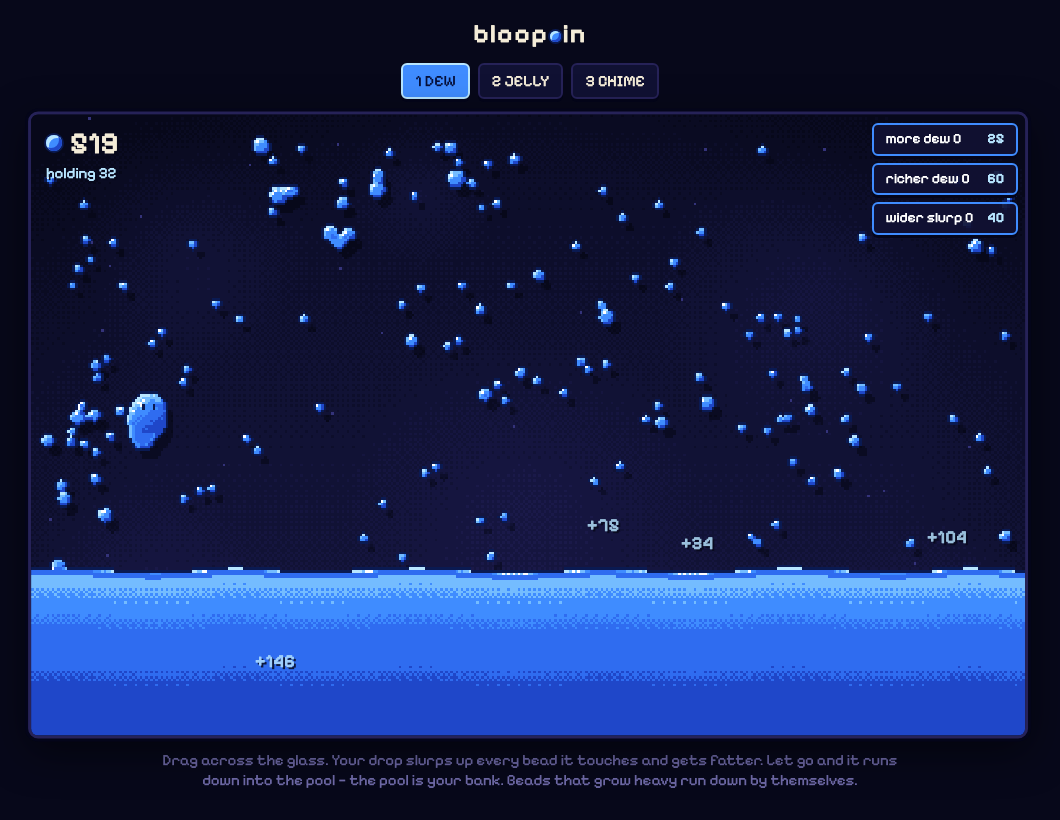 bloopoin
1 DEW
2 JELLY
3 CHIME
519
holding 32
more dew 0 25
richer dew 0 60
wider slurp 0 40
+75
+34
+104
+146
Drag across the glass. Your drop slurps up every bead it touches and gets fatter. Let go and it runs
down into the pool - the pool is your bank. Beads that grow heavy run down by themselves.